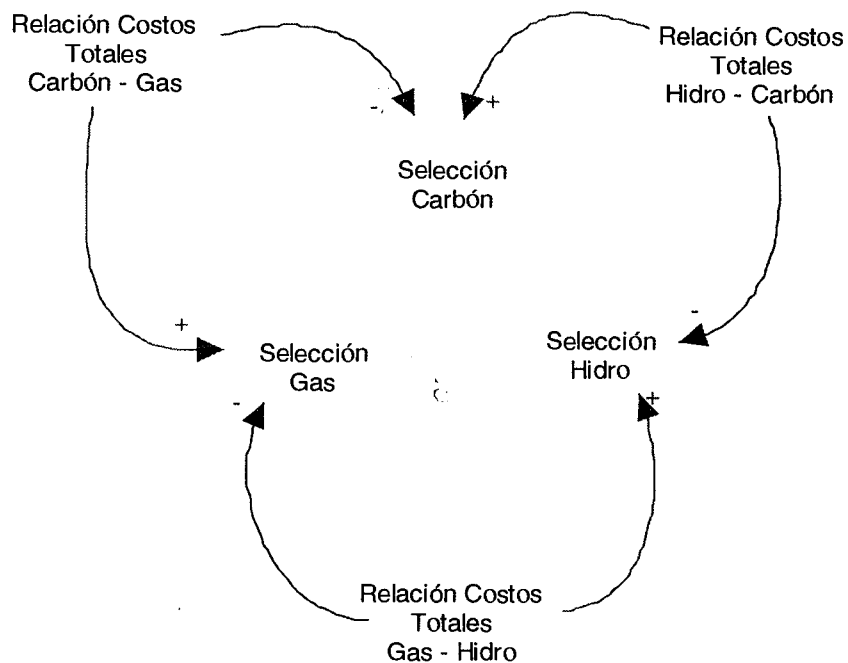 Relación Costos
Totales
Carbón - Gas
Relación Costos
Totales
Hidro - Carbón
-
+
Selección
Carbón
+
-
Selección
Gas
Selección
Hidro
-
+
Relación Costos
Totales
Gas - Hidro